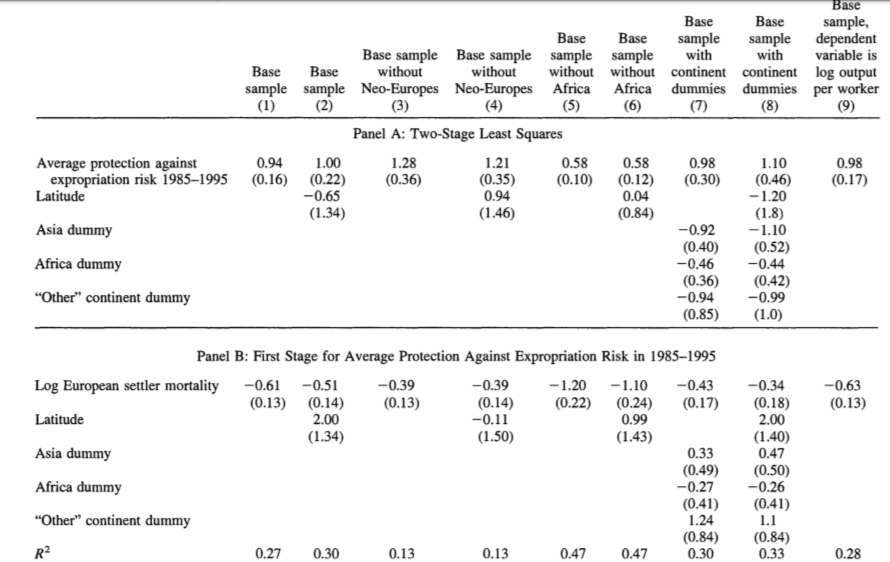 Base
Base Base sample,
Base Base sample sample dependent
Base sample Base sample sample sample with with variable is
Base Base without without without without continent continent log output
sample sample Neo-Europes Neo-Europes Africa Africa dummies dummies per worker
(1) (2) (3) (4) (5) (6) (7) (8) (9)
Panel A: Two-Stage Least Squares
Average protection against 0.94 1.00 1.28 1.21 0.58 0.58 0.98 1.10 0.98
expropriation risk 1985–1995 (0.16) (0.22) (0.36) (0.35) (0.10) (0.12) (0.30) (0.46) (0.17)
Latitude −0.65 0.94 0.04 −1.20
(1.34) (1.46) (0.84) (1.8)
Asia dummy −0.92 −1.10
(0.40) (0.52)
Africa dummy −0.46 −0.44
(0.36) (0.42)
“Other” continent dummy −0.94 −0.99
(0.85) (1.0)
Panel B: First Stage for Average Protection Against Expropriation Risk in 1985–1995
Log European settler mortality −0.61 −0.51 −0.39 −0.39 −1.20 −1.10 −0.43 −0.34 −0.63
(0.13) (0.14) (0.13) (0.14) (0.22) (0.24) (0.17) (0.18) (0.13)
Latitude 2.00 −0.11 0.99 2.00
(1.34) (1.50) (1.43) (1.40)
Asia dummy 0.33 0.47
(0.49) (0.50)
Africa dummy −0.27 −0.26
(0.41) (0.41)
“Other” continent dummy 1.24 1.1
(0.84) (0.84)
R² 0.27 0.30 0.13 0.13 0.47 0.47 0.30 0.33 0.28